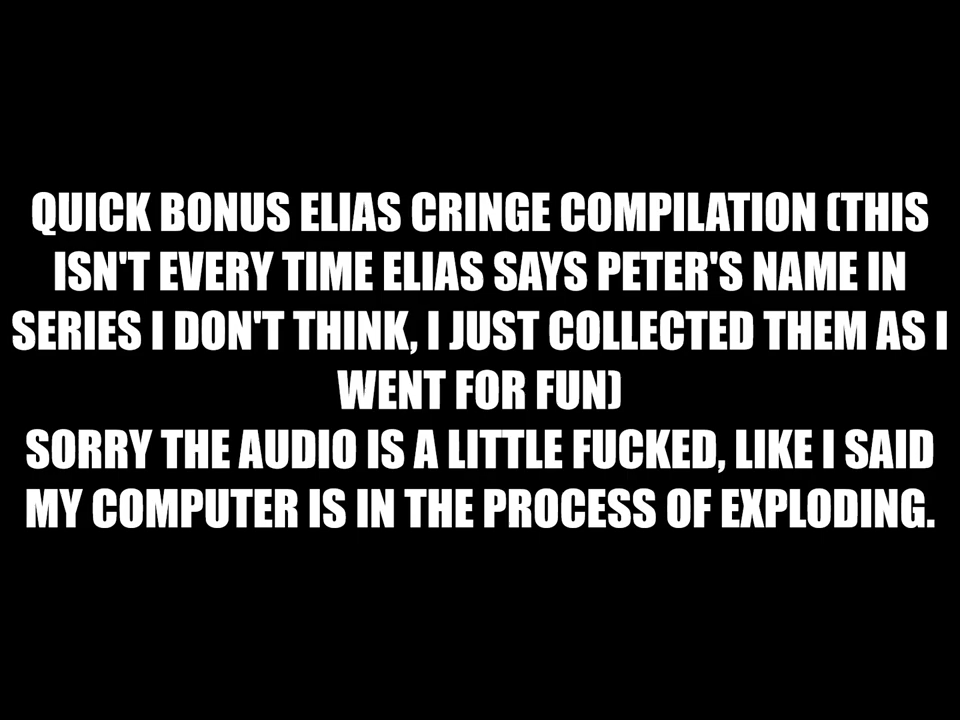 QUICK BONUS ELIAS CRINGE COMPILATION (THIS
ISN'T EVERY TIME ELIAS SAYS PETER'S NAME IN
SERIES I DON'T THINK, I JUST COLLECTED THEM AS I
WENT FOR FUN)
SORRY THE AUDIO IS A LITTLE FUCKED, LIKE I SAID
MY COMPUTER IS IN THE PROCESS OF EXPLODING.